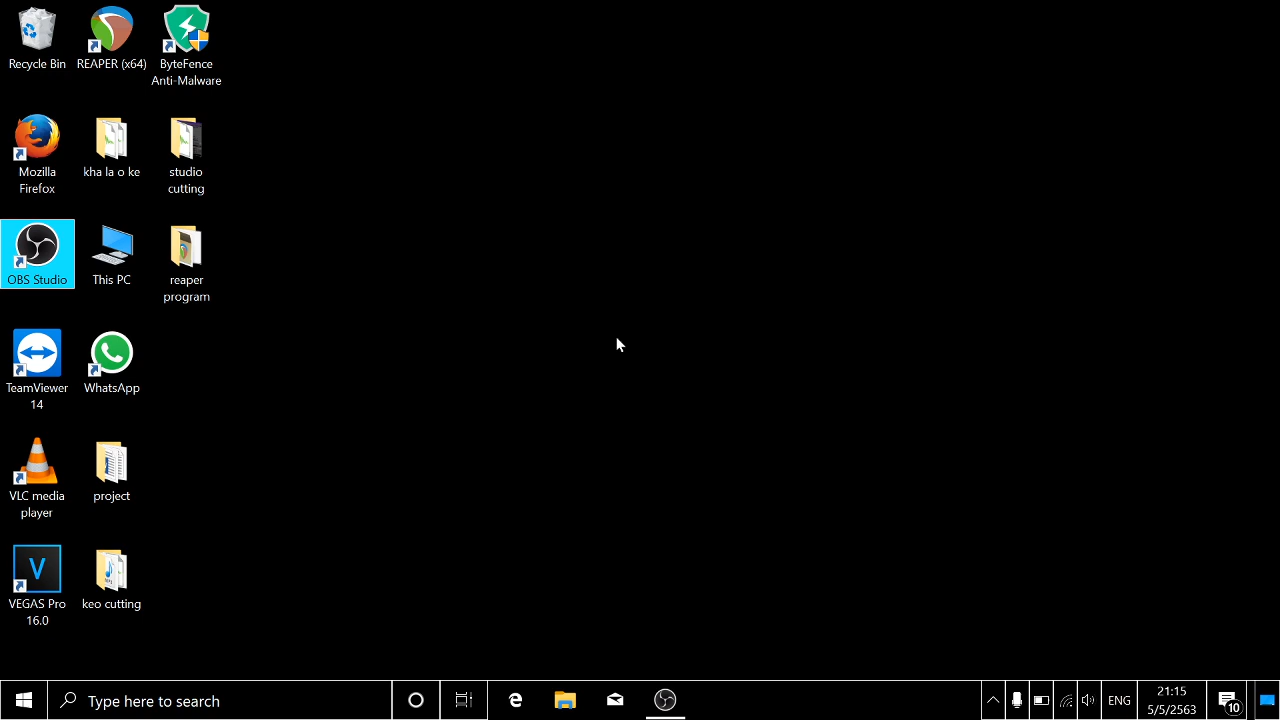 Recycle Bin
REAPER (x64)
ByteFence
Anti-Malware
Mozilla
Firefox
kha la o ke
studio
cutting
OBS Studio
This PC
reaper
program
TeamViewer
14
WhatsApp
VLC media
player
project
VEGAS Pro
16.0
keo cutting
Type here to search
ENG
21:15
5/5/2563
10